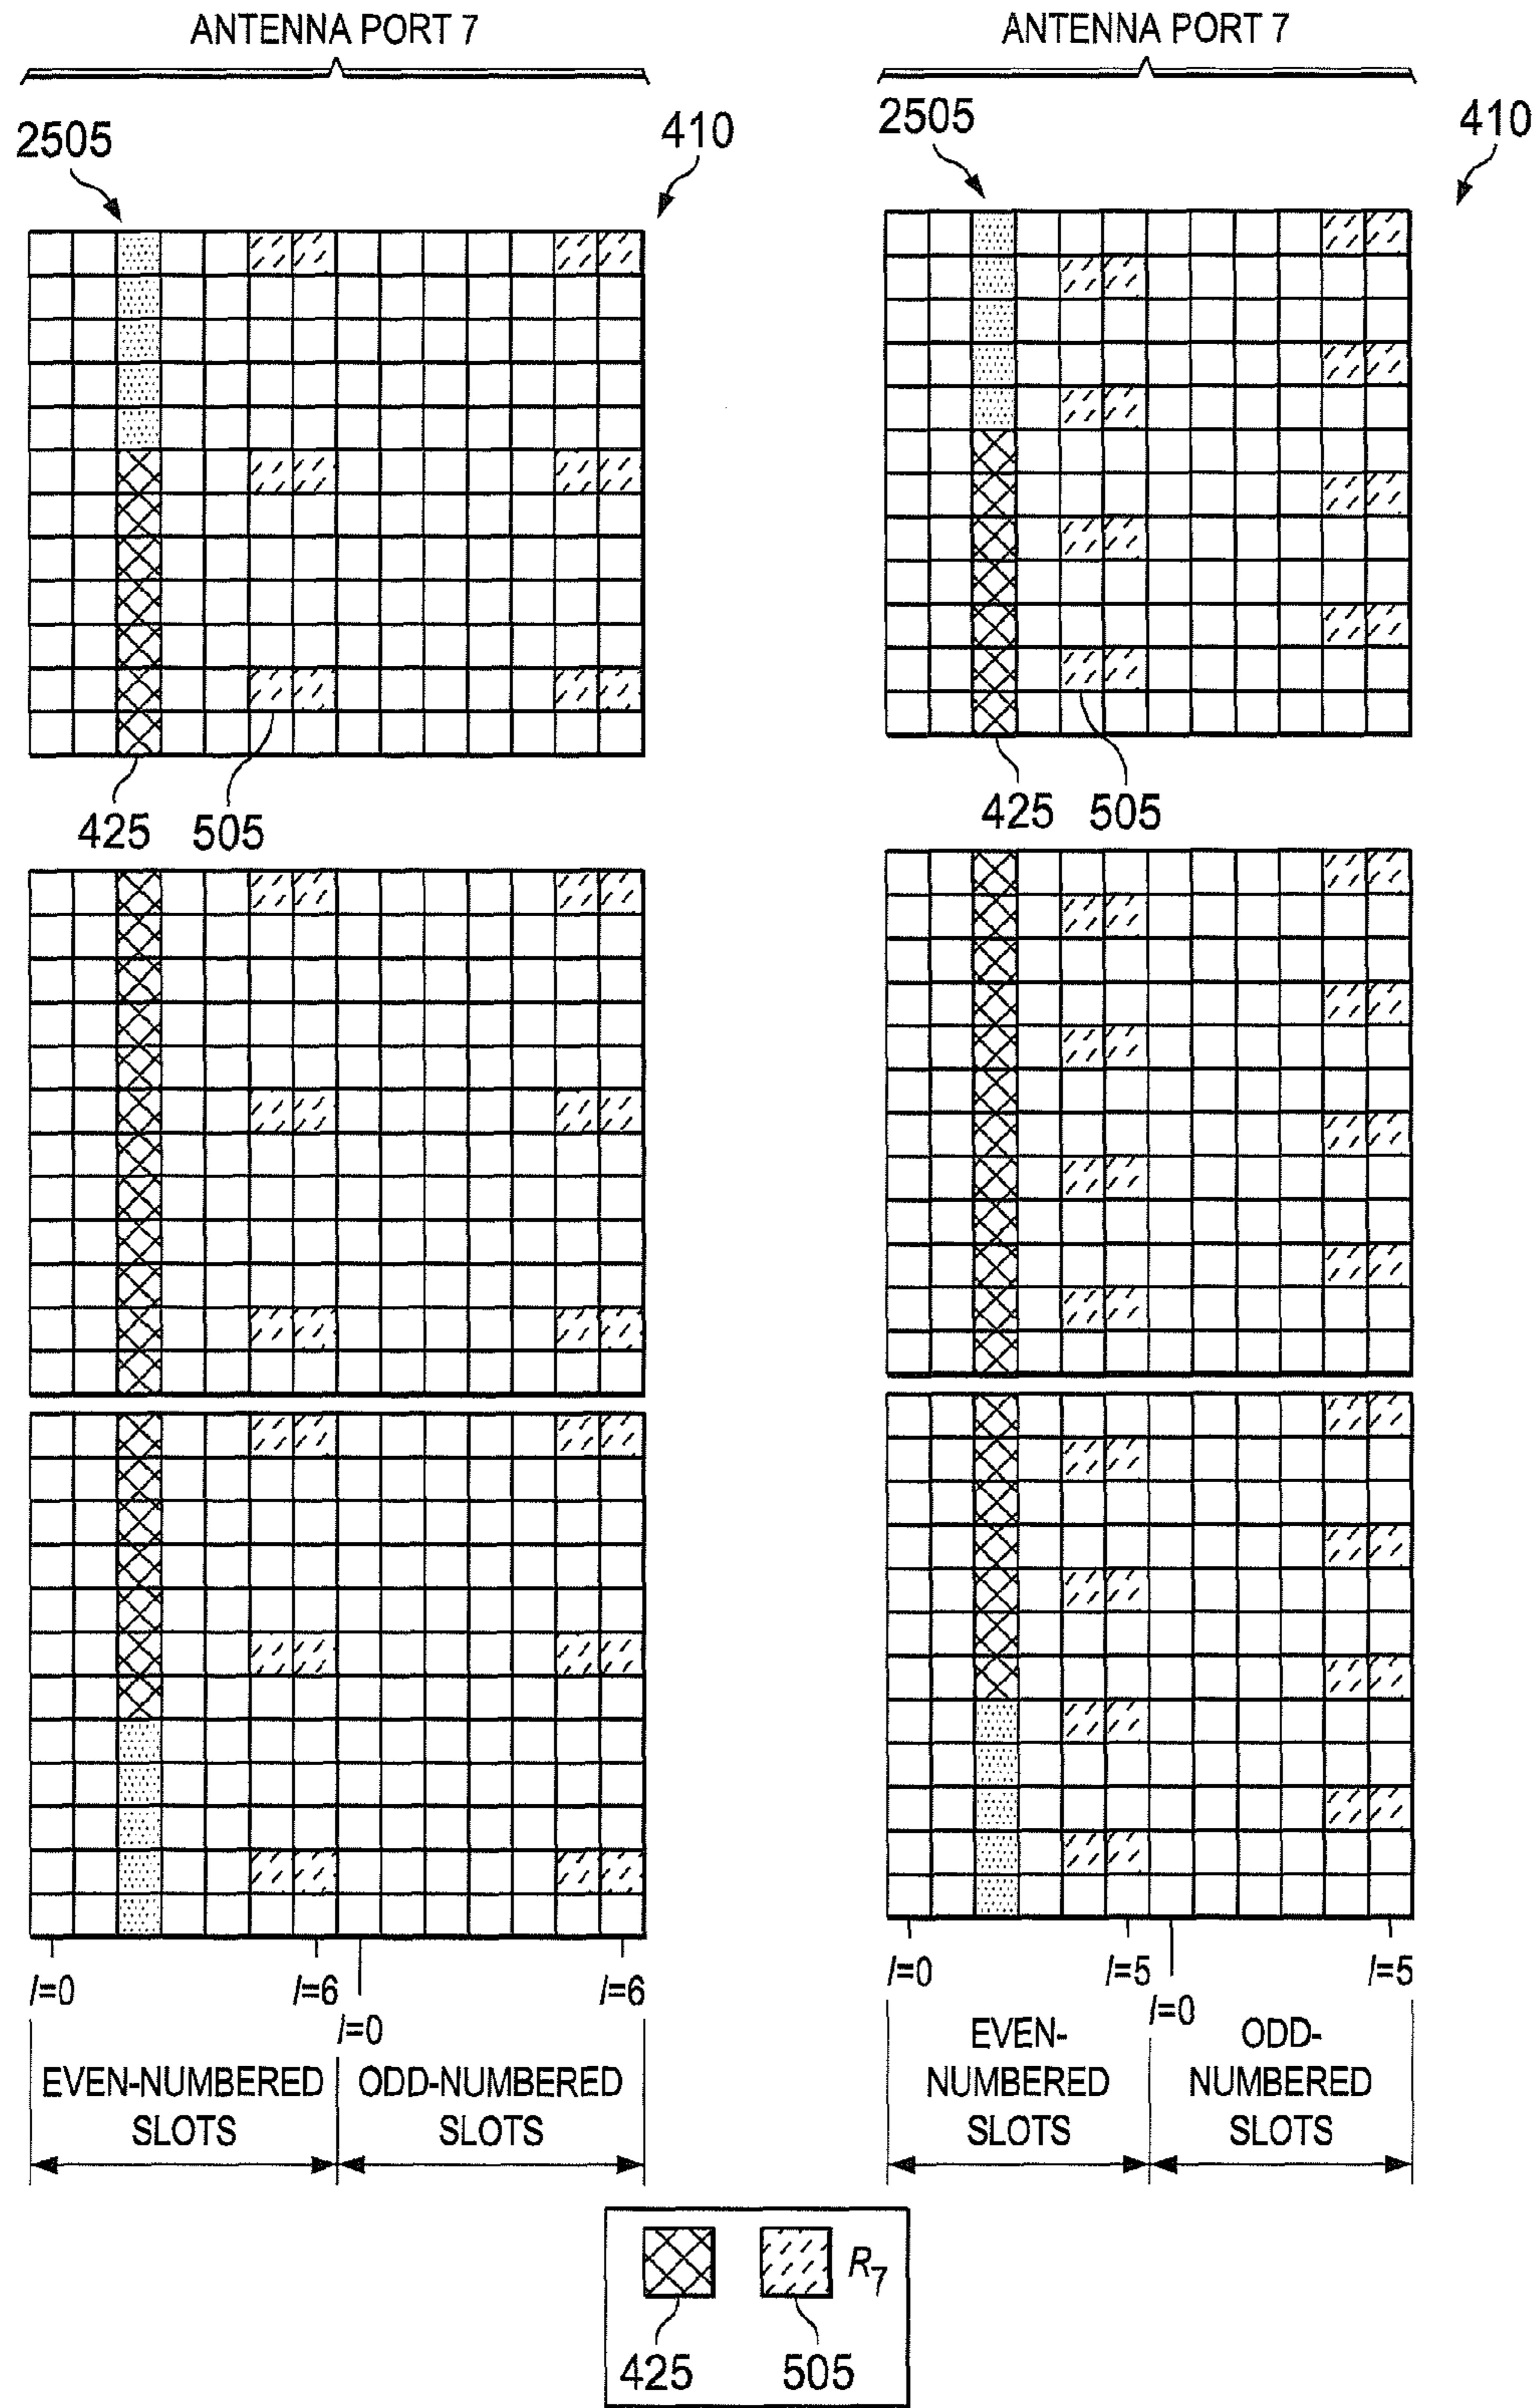 ANTENNA PORT 7
ANTENNA PORT 7
2505
410
2505
410
425
505
425
505
l=0
l=6
l=0
l=6
l=0
l=5
l=0
l=5
EVEN-NUMBERED
SLOTS
ODD-NUMBERED
SLOTS
EVEN-
NUMBERED
SLOTS
ODD-
NUMBERED
SLOTS
R7
425
505